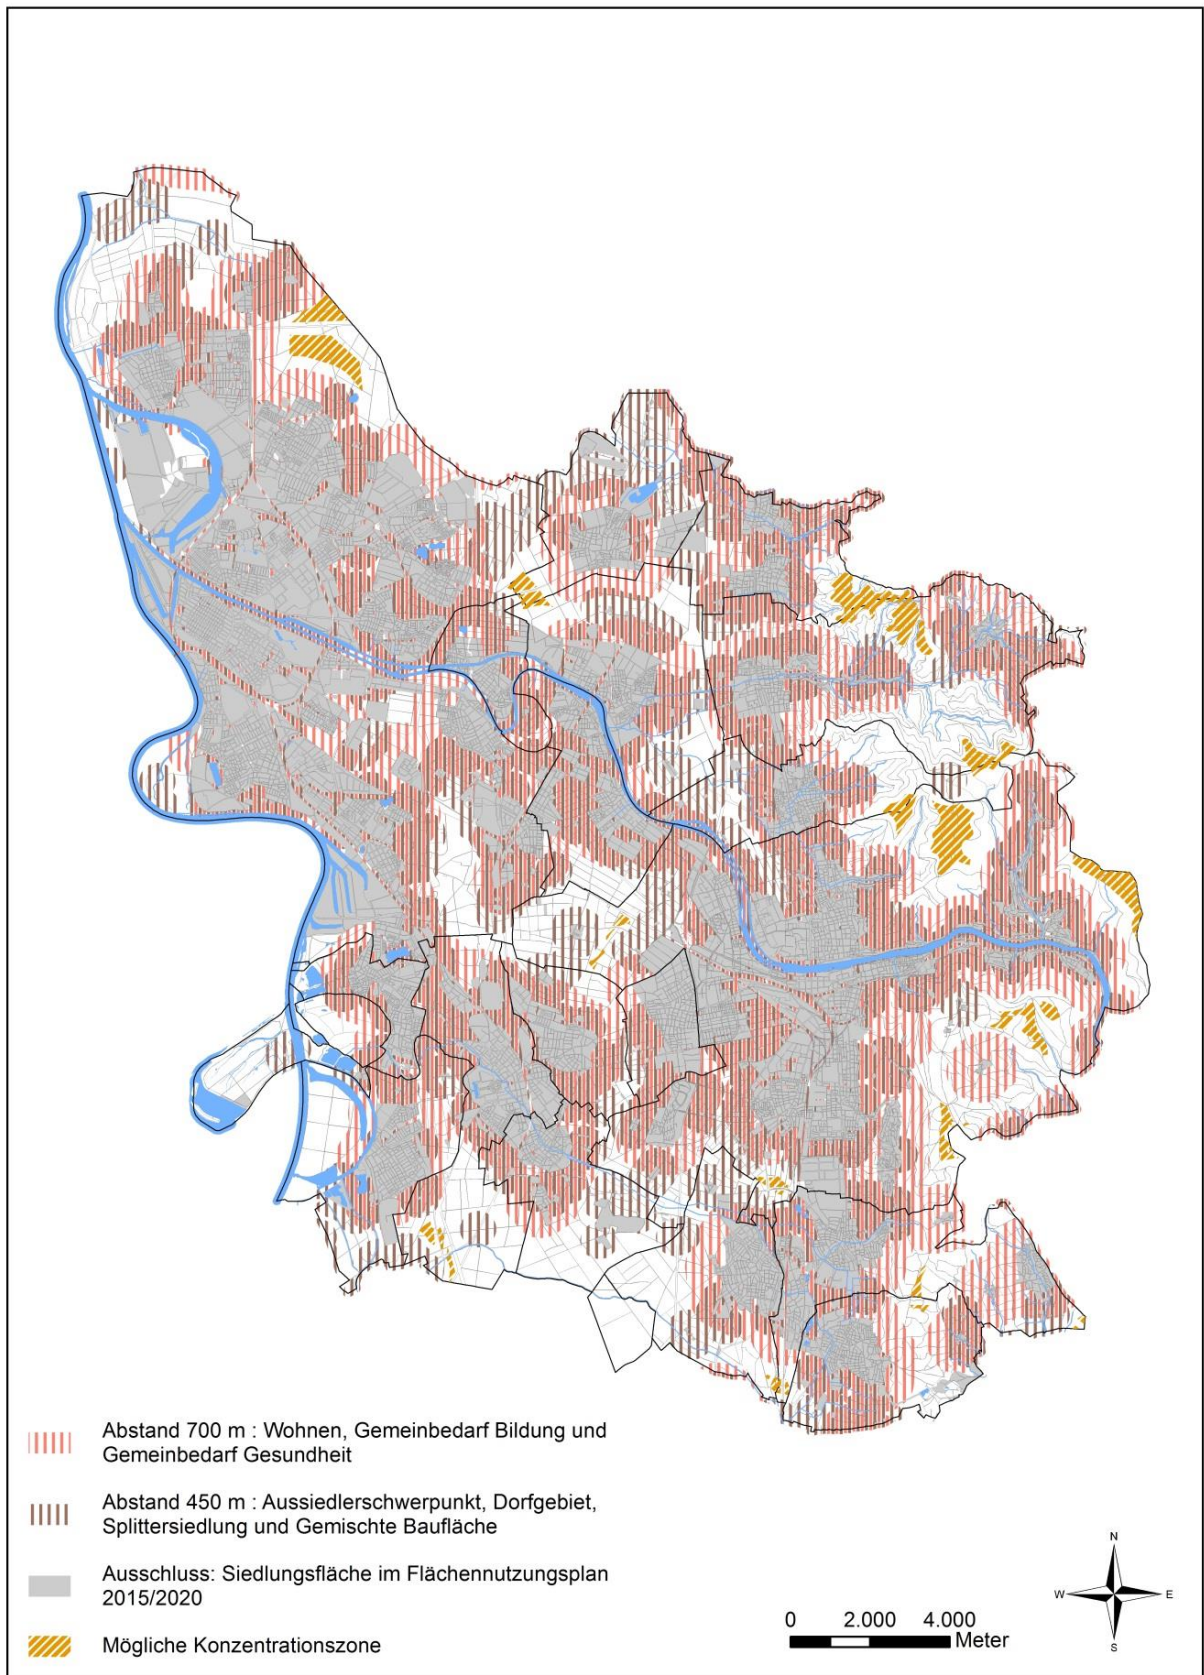 Abstand 700 m : Wohnen, Gemeinbedarf Bildung und
Gemeinbedarf Gesundheit
Abstand 450 m : Aussiedlerschwerpunkt, Dorfgebiet,
Splittersiedlung und Gemischte Baufläche
Ausschluss: Siedlungsfläche im Flächennutzungsplan
2015/2020
Mögliche Konzentrationszone
0 2.000 4.000
Meter
N
W E
S